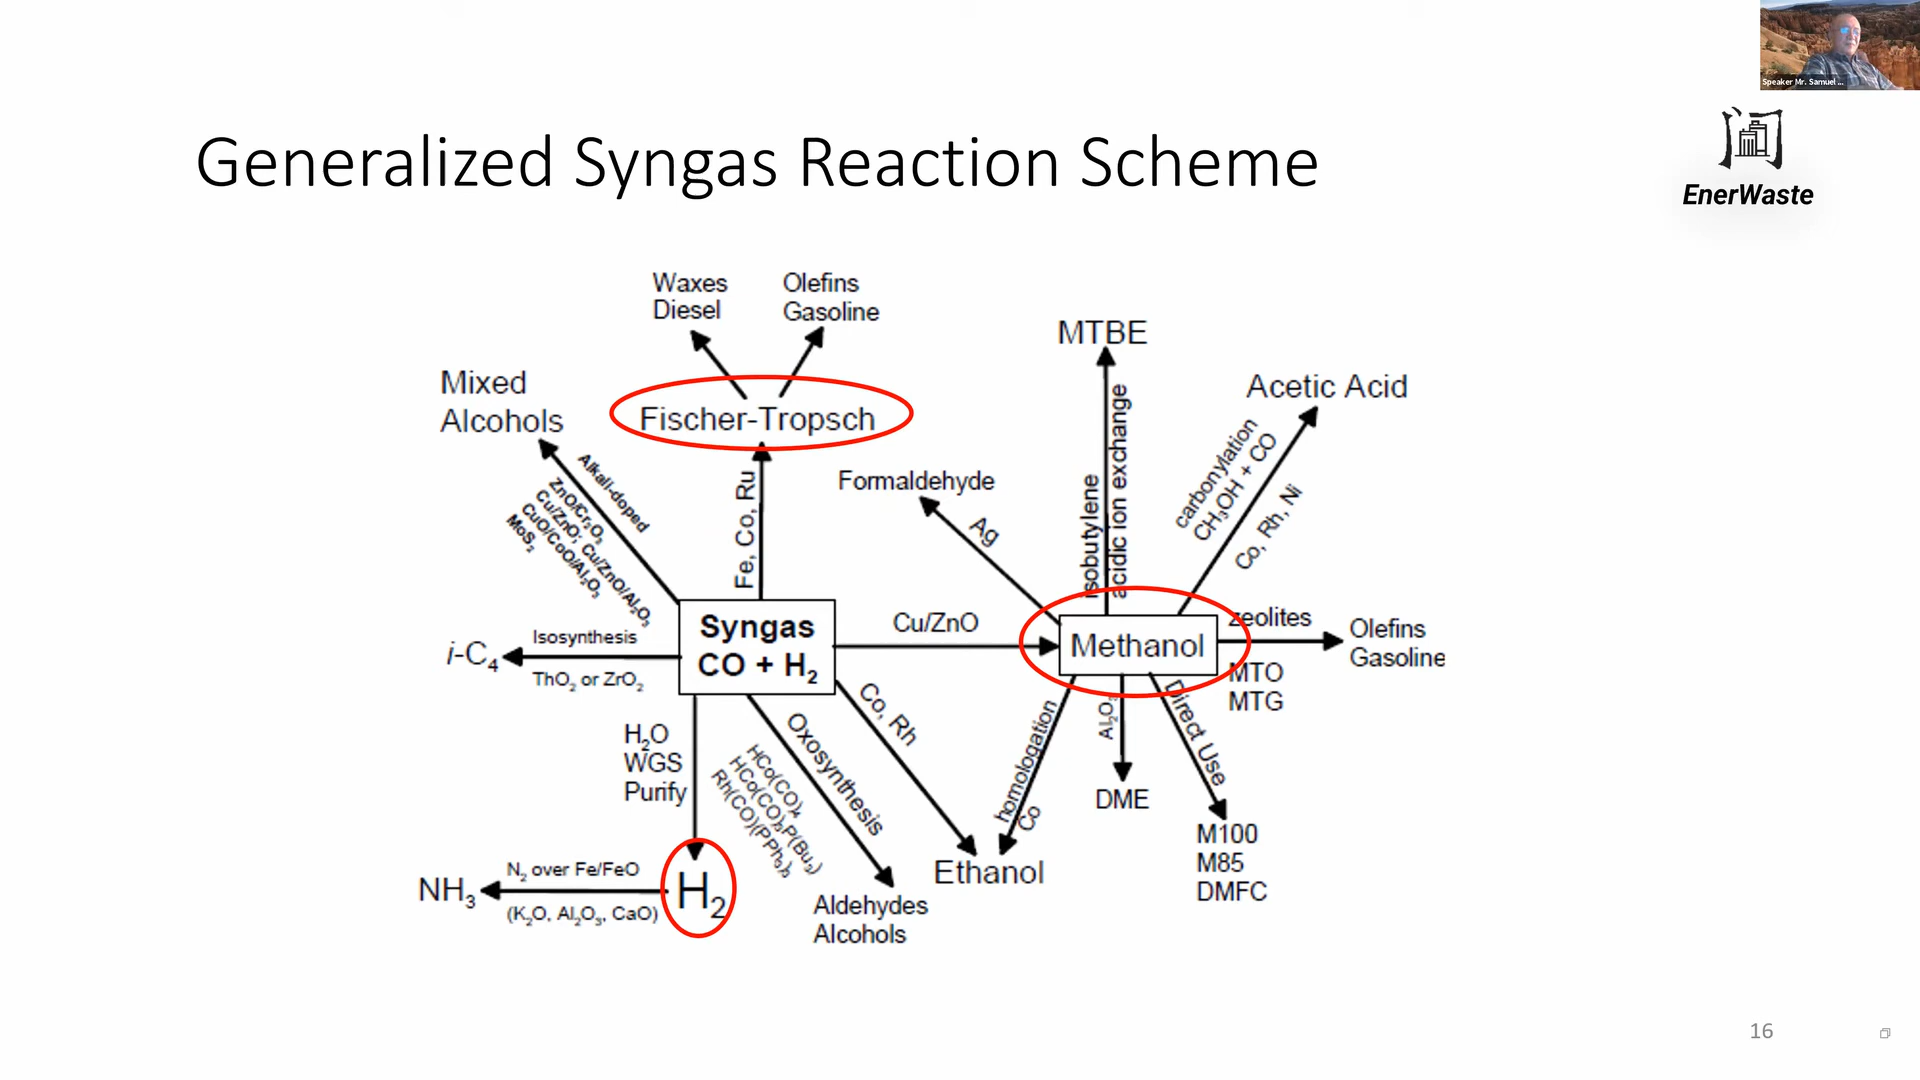 Speaker Mr. Samuel ...
闪
EnerWaste
Generalized Syngas Reaction Scheme
Waxes
Diesel
Olefins
Gasoline
MTBE
Mixed
Alcohols
Fischer-Tropsch
Acetic Acid
Alkali-doped
ZnO/Cr₂O₃
Cu/ZnO; Cu/ZnO/Al₂O₃
CuO/CoO/Al₂O₃
MoS₂
Fe, Co, Ru
Formaldehyde
Ag
isobutylene
acidic ion exchange
carbonylation
CH₃OH + CO
Co, Rh, Ni
Syngas
CO + H₂
Cu/ZnO
Methanol
zeolites
MTO
MTG
Olefins
Gasoline
i-C₄
Isosynthesis
ThO₂ or ZrO₂
H₂O
WGS
Purify
Oxosynthesis
HCo(CO)₄
HCo(CO)₃P(Bu₃)
Rh(CO)(PPh₃)₃
Co, Rh
homologation
Co
Al₂O₃
Direct Use
DME
M100
M85
DMFC
Ethanol
NH₃
N₂ over Fe/FeO
(K₂O, Al₂O₃, CaO)
H₂
Aldehydes
Alcohols
16